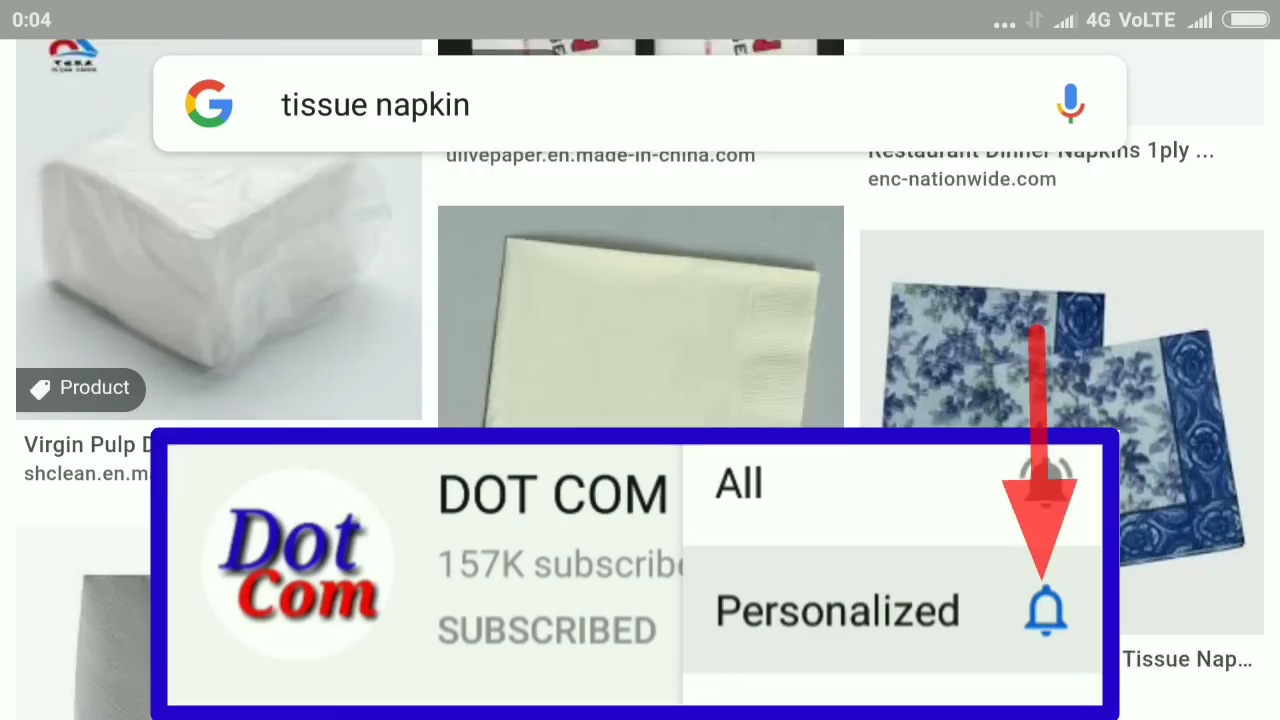 0:04
4G VoLTE
tissue napkin
ulivepaper.en.made-in-china.com
Restaurant Dinner Napkins 1ply ...
enc-nationwide.com
Product
Virgin Pulp
shclean.en.m
Tissue Nap...
Dot
Com
DOT COM
157K subscribe
SUBSCRIBED
All
Personalized